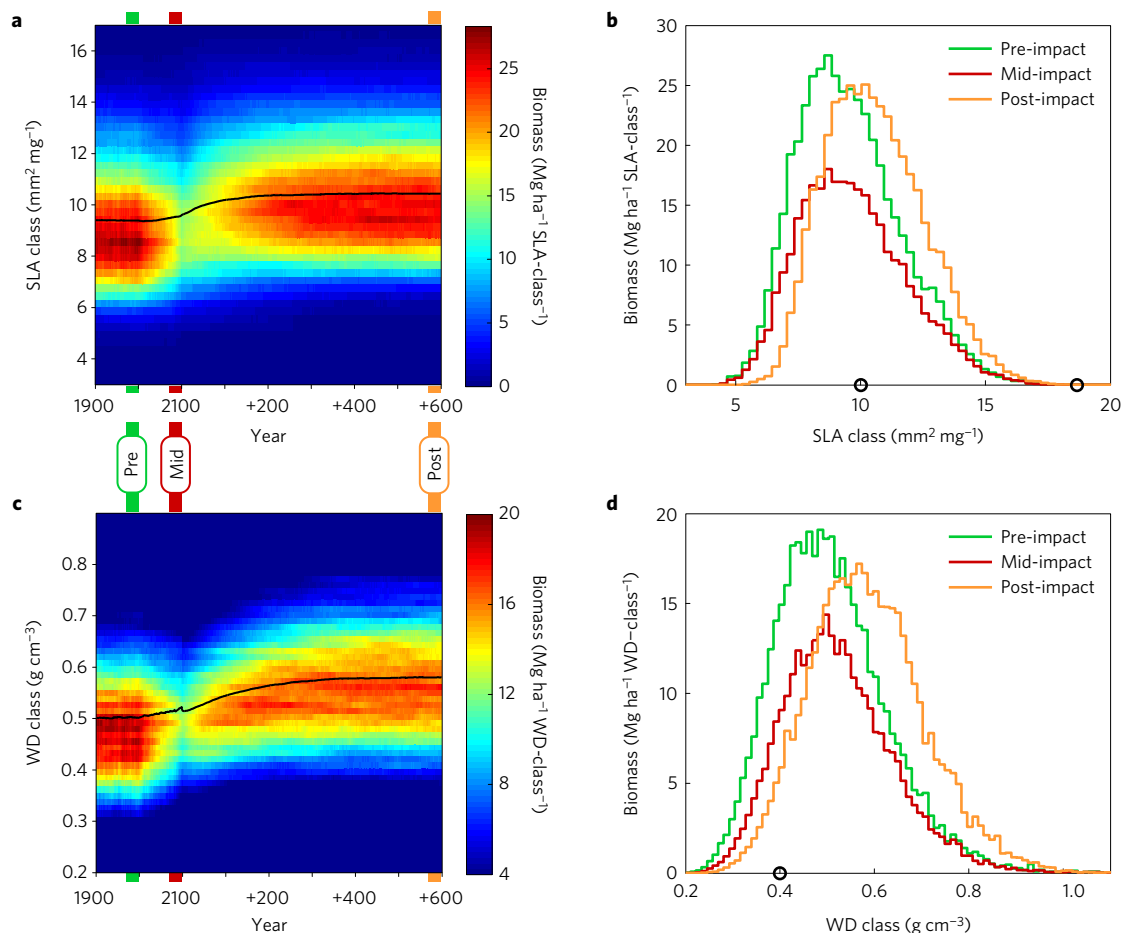 a
16
14
12
10
8
6
4
SLA class (mm² mg⁻¹)
1900
2100
+200
+400
+600
Year
25
20
15
10
5
0
Biomass (Mg ha⁻¹ SLA-class⁻¹)
b
30
25
20
15
10
5
0
Biomass (Mg ha⁻¹ SLA-class⁻¹)
Pre-impact
Mid-impact
Post-impact
5
10
15
20
SLA class (mm² mg⁻¹)
Pre
Mid
Post
c
0.8
0.7
0.6
0.5
0.4
0.3
0.2
WD class (g cm⁻³)
1900
2100
+200
+400
+600
Year
20
16
12
8
4
Biomass (Mg ha⁻¹ WD-class⁻¹)
d
20
15
10
5
0
Biomass (Mg ha⁻¹ WD–class⁻¹)
Pre-impact
Mid-impact
Post-impact
0.2
0.4
0.6
0.8
1.0
WD class (g cm⁻³)